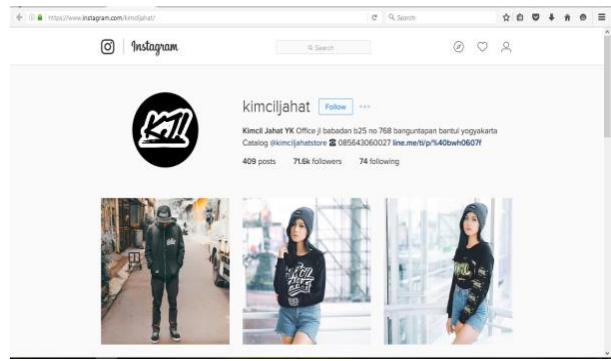 https://www.instagram.com/kimciljahat/
Search
Instagram
Search
KJ!
kimciljahat Follow
Kimcil Jahat YK Office jl babadan b25 no 768 banguntapan bantul yogyakarta
Catalog @kimciljahatstore ☎ 085643060027 line.me/ti/p/%40bwh0607f
409 posts 71.6k followers 74 following